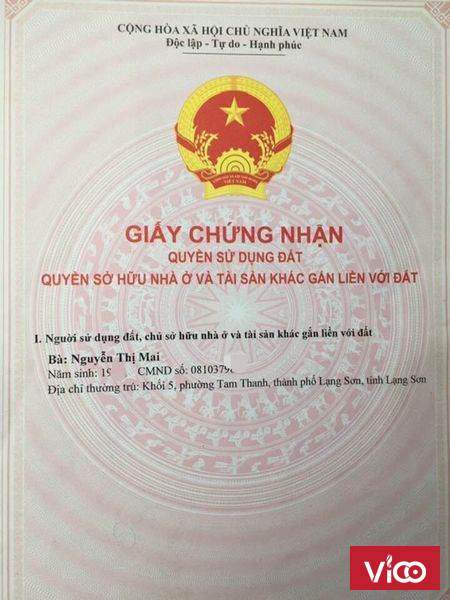 CỘNG HÒA XÃ HỘI CHỦ NGHĨA VIỆT NAM
Độc lập - Tự do - Hạnh phúc
VIỆT NAM
GIẤY CHỨNG NHẬN
QUYỀN SỬ DỤNG ĐẤT
QUYỀN SỞ HỮU NHÀ Ở VÀ TÀI SẢN KHÁC GẮN LIỀN VỚI ĐẤT
I. Người sử dụng đất, chủ sở hữu nhà ở và tài sản khác gắn liền với đất
Bà: Nguyễn Thị Mai
Năm sinh: 19 CMND số: 0810379
Địa chỉ thường trú: Khối 5, phường Tam Thanh, thành phố Lạng Sơn, tỉnh Lạng Sơn
Vico